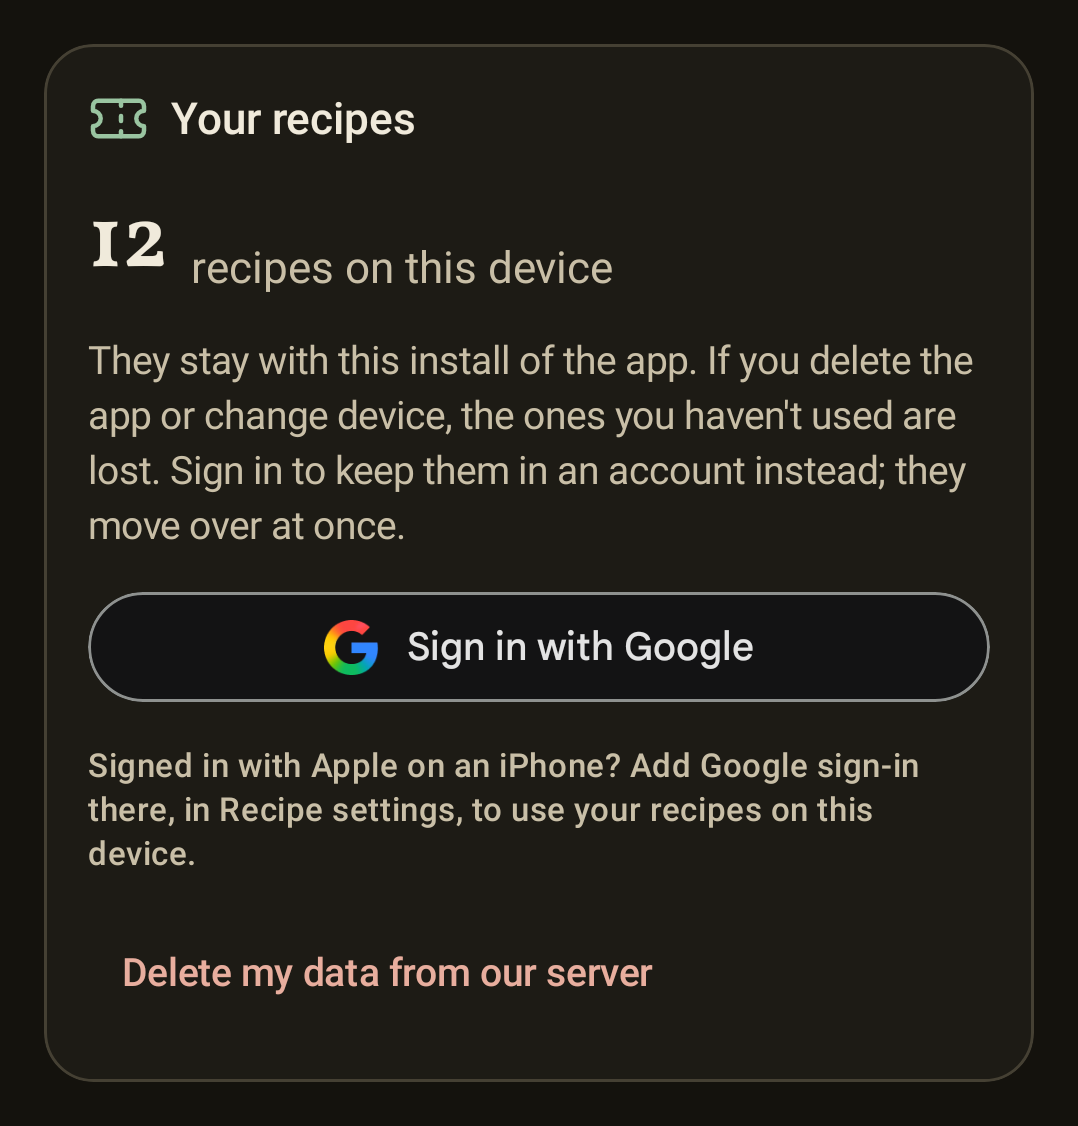 Your recipes
12 recipes on this device
They stay with this install of the app. If you delete the
app or change device, the ones you haven't used are
lost. Sign in to keep them in an account instead; they
move over at once.
Sign in with Google
Signed in with Apple on an iPhone? Add Google sign-in
there, in Recipe settings, to use your recipes on this
device.
Delete my data from our server